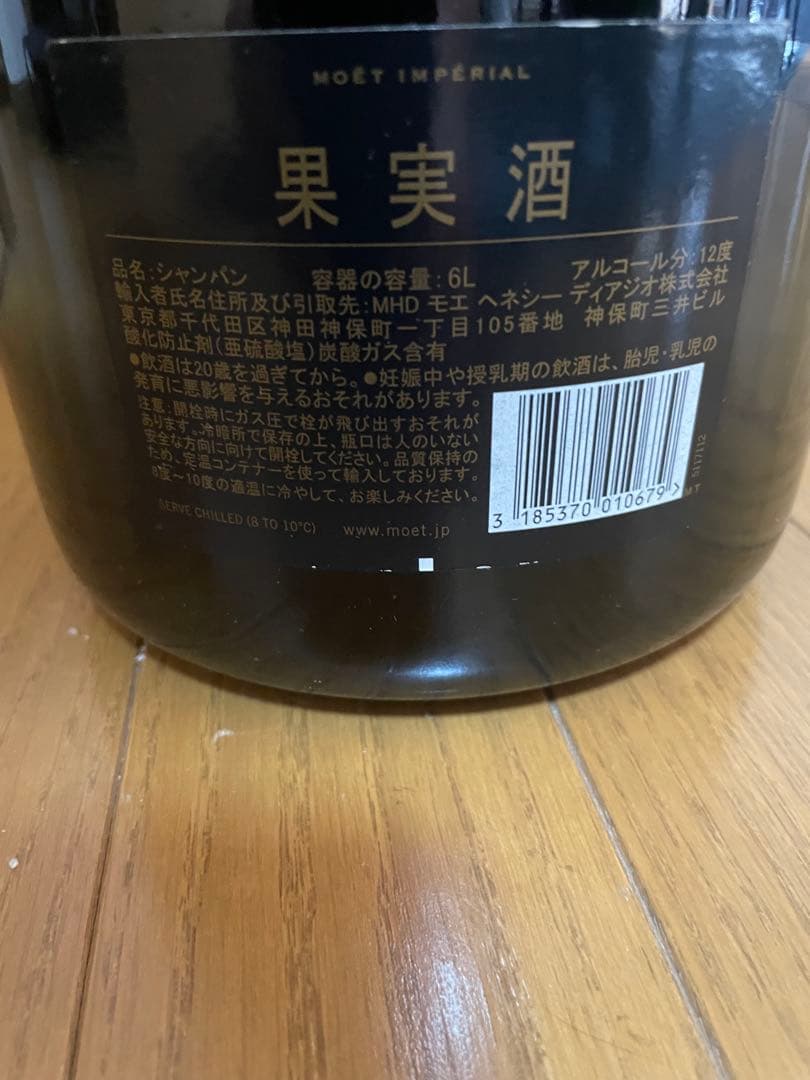 MOËT IMPÉRIAL
果実酒
品名:シャンパン 容器の容量:6L アルコール分:12度
輸入者氏名住所及び引取先:MHD モエ ヘネシー ディアジオ株式会社
東京都千代田区神田神保町一丁目105番地 神保町三井ビル
酸化防止剤(亜硫酸塩)炭酸ガス含有
●飲酒は20歳を過ぎてから。●妊娠中や授乳期の飲酒は、胎児・乳児の
発育に悪影響を与えるおそれがあります。
注意:開栓時にガス圧で栓が飛び出すおそれが
あります。冷暗所で保存の上、瓶口は人のいない
安全な方向に向けて開栓してください。品質保持の
ため、定温コンテナーを使って輸入しております。
8度〜10度の適温に冷やして、お楽しみください。
SERVE CHILLED (8 TO 10°C) www.moet.jp
3 185370 010679 >
MT